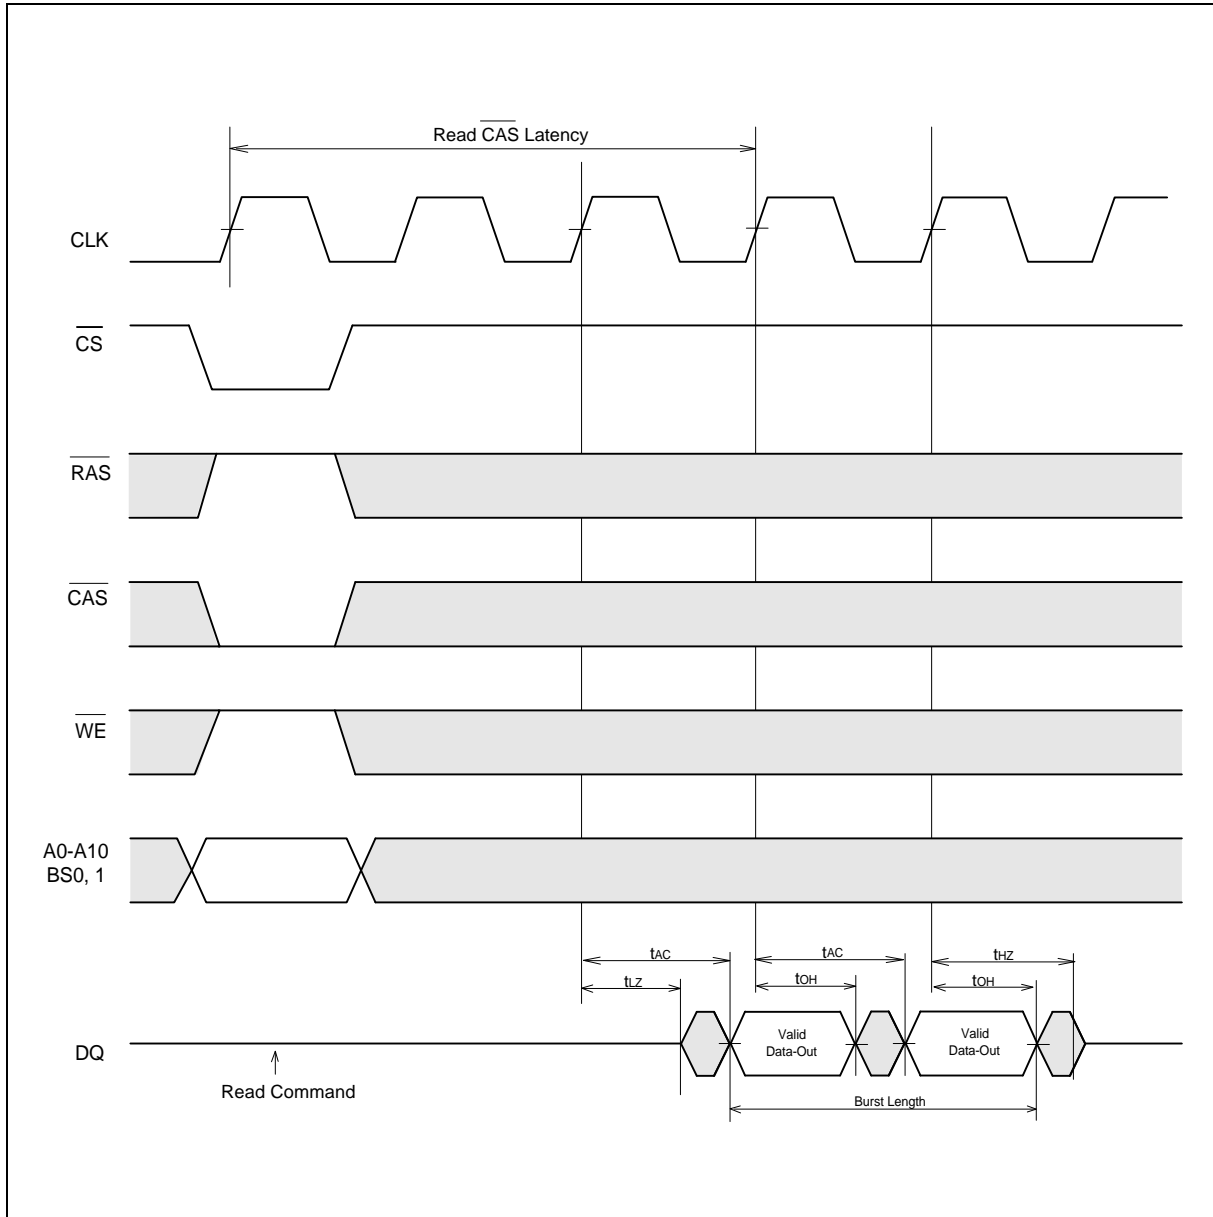 Read CAS Latency
CLK
CS
RAS
CAS
WE
A0-A10
BS0, 1
tAC
tAC
tHZ
tLZ
tOH
tOH
DQ
Valid
Data-Out
Valid
Data-Out
Read Command
Burst Length